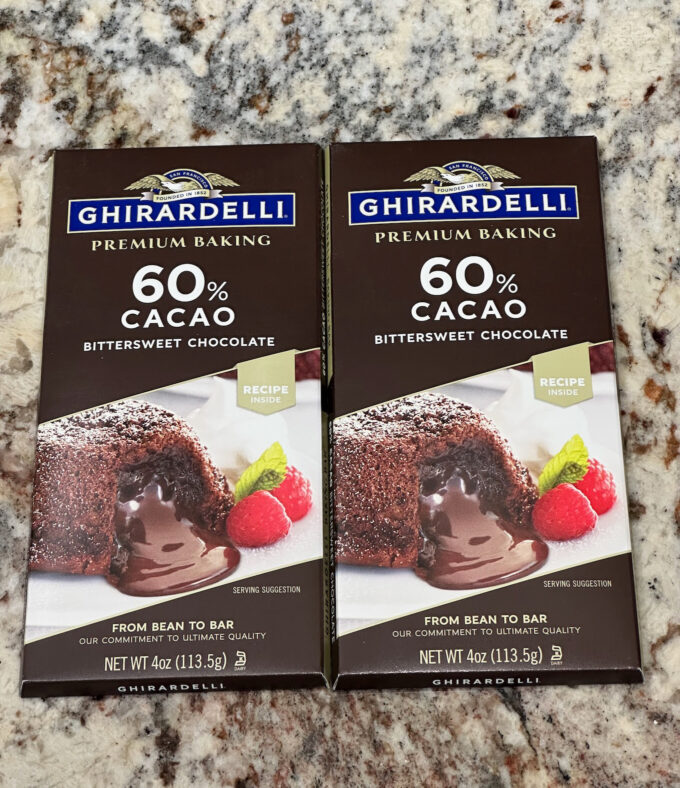 SAN FRANCISCO
FOUNDED IN 1852
GHIRARDELLI
PREMIUM BAKING
60%
CACAO
BITTERSWEET CHOCOLATE
RECIPE
INSIDE
SERVING SUGGESTION
FROM BEAN TO BAR
OUR COMMITMENT TO ULTIMATE QUALITY
NET WT 4oz (113.5g)
DAIRY
GHIRARDELLI
SAN FRANCISCO
FOUNDED IN 1852
GHIRARDELLI
PREMIUM BAKING
60%
CACAO
BITTERSWEET CHOCOLATE
RECIPE
INSIDE
SERVING SUGGESTION
FROM BEAN TO BAR
OUR COMMITMENT TO ULTIMATE QUALITY
NET WT 4oz (113.5g)
DAIRY
GHIRARDELLI